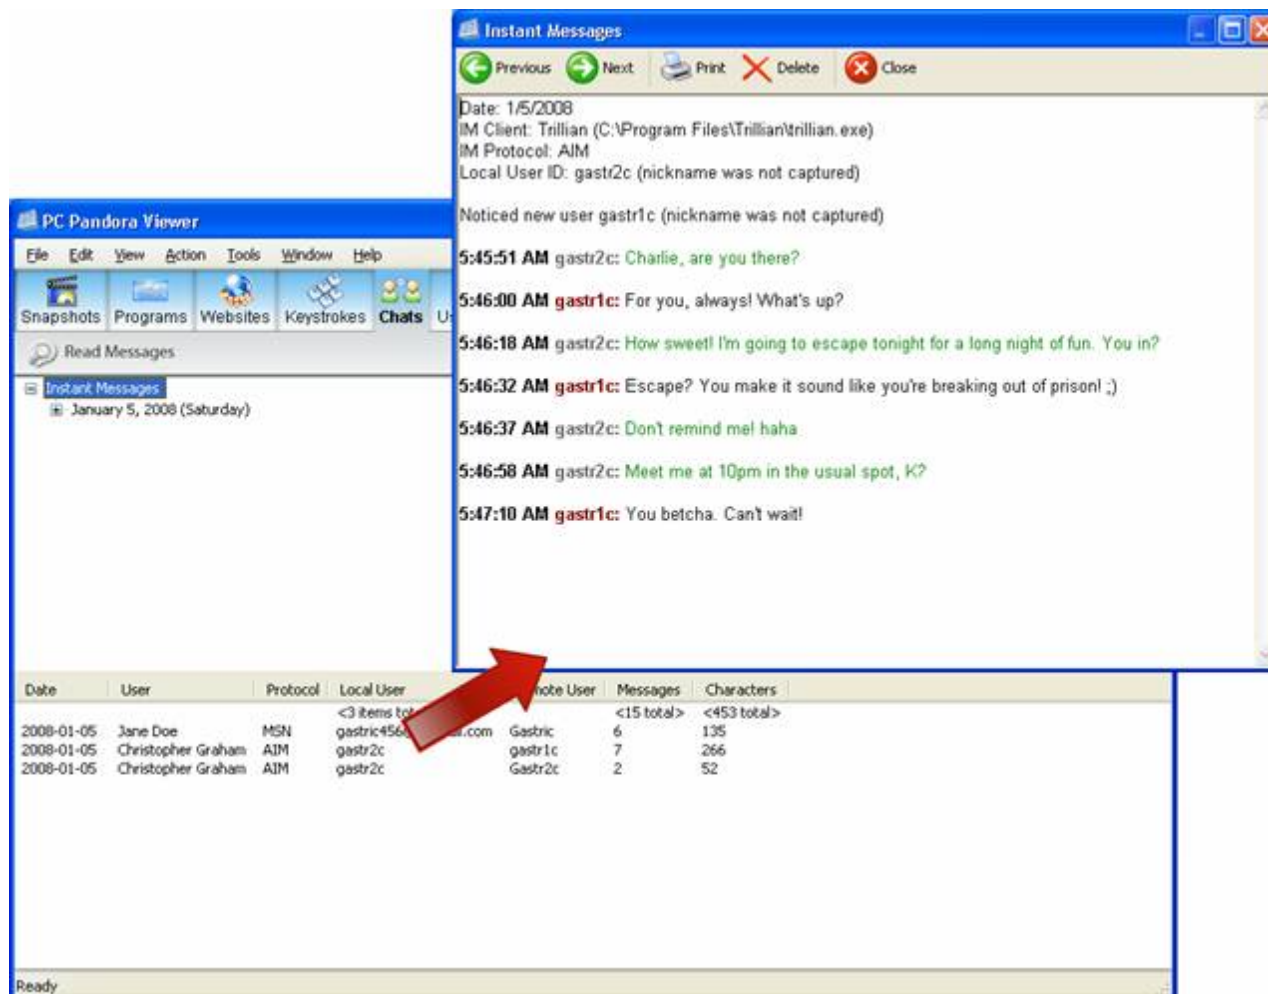 Instant Messages
Previous Next Print Delete Close
Date: 1/5/2008
IM Client: Trillian (C:\Program Files\Trillian\trillian.exe)
IM Protocol: AIM
Local User ID: gastr2c (nickname was not captured)
Noticed new user gastr1c (nickname was not captured)
5:45:51 AM gastr2c: Charlie, are you there?
5:46:00 AM gastr1c: For you, always! What's up?
5:46:18 AM gastr2c: How sweet! I'm going to escape tonight for a long night of fun. You in?
5:46:32 AM gastr1c: Escape? You make it sound like you're breaking out of prison! ;)
5:46:37 AM gastr2c: Don't remind me! haha
5:46:58 AM gastr2c: Meet me at 10pm in the usual spot, K?
5:47:10 AM gastr1c: You betcha. Can't wait!
PC Pandora Viewer
File Edit View Action Tools Window Help
Snapshots Programs Websites Keystrokes Chats
Read Messages
Instant Messages
January 5, 2008 (Saturday)
Date User Protocol Local User User Messages Characters
<3 items <15 total> <453 total>
2008-01-05 Jane Doe MSN Gastric 6 135
2008-01-05 Christopher Graham AIM gastr2c gastr1c 7 266
2008-01-05 Christopher Graham AIM gastr2c Gastr2c 2 52
Ready